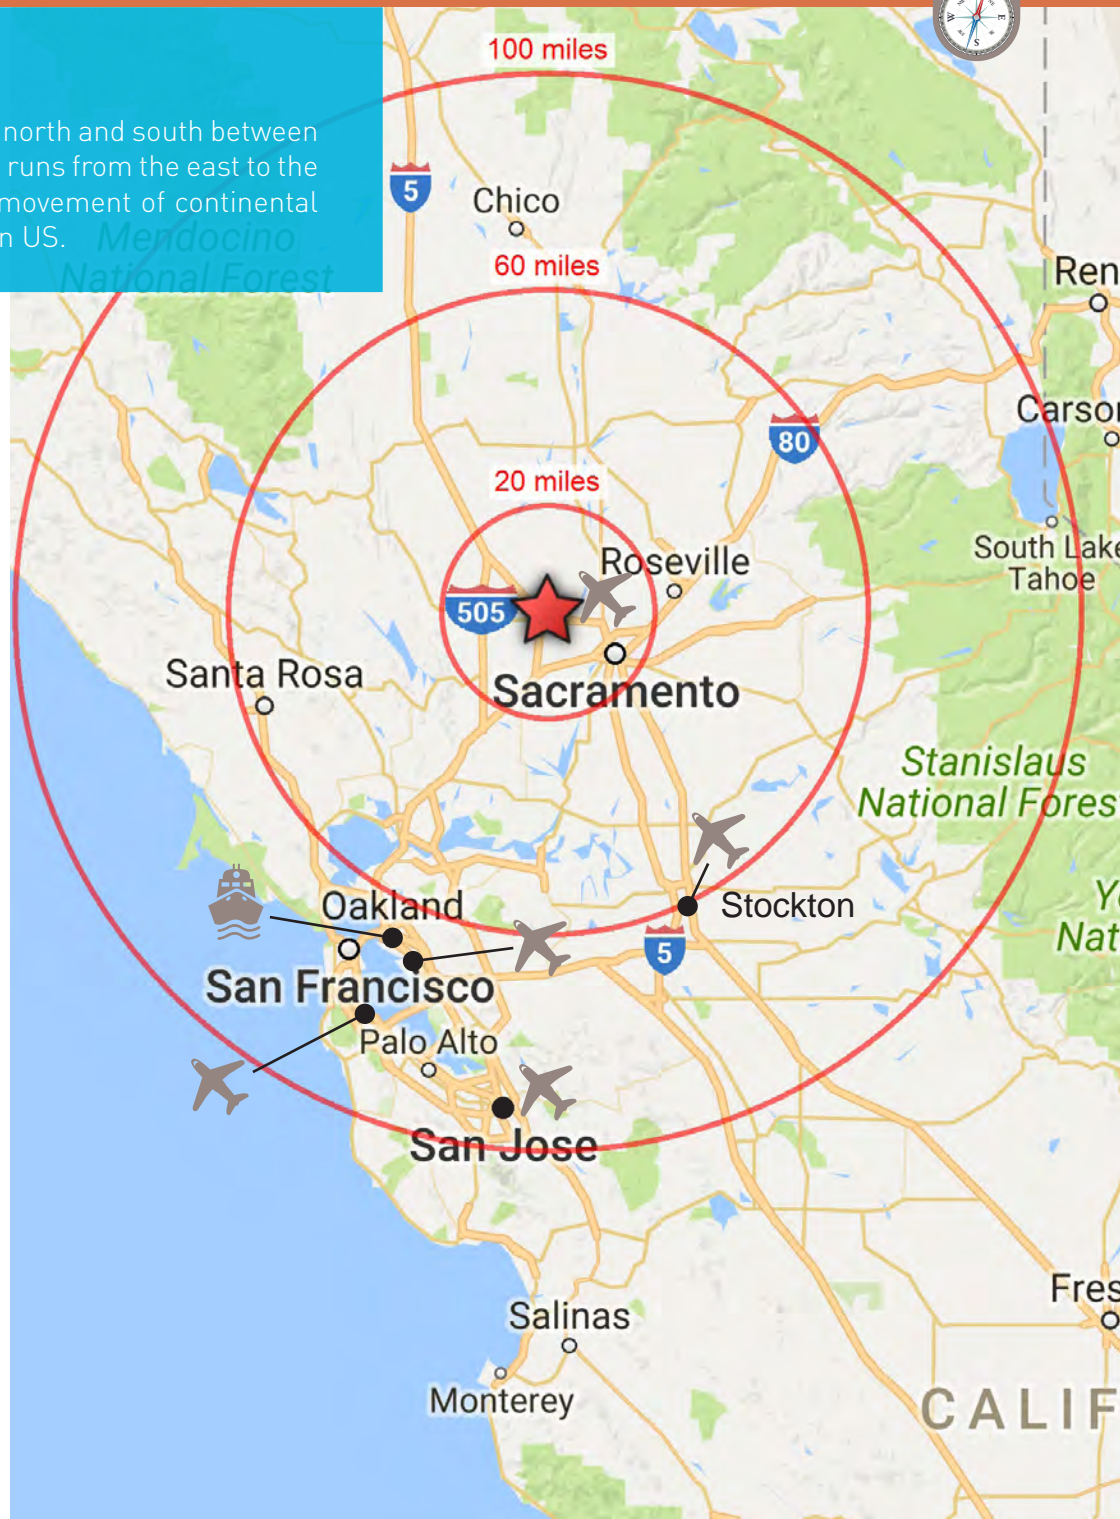 100 miles
north and south between
runs from the east to the
movement of continental
n US.
5
Chico
Mendocino
National Forest
60 miles
Ren
Carso
80
20 miles
South Lake
Tahoe
Roseville
505
Santa Rosa
Sacramento
Stanislaus
National Fores
Oakland
Stockton
Y
Nat
5
San Francisco
Palo Alto
San Jose
Fres
Salinas
Monterey
CALIF
W
E
S